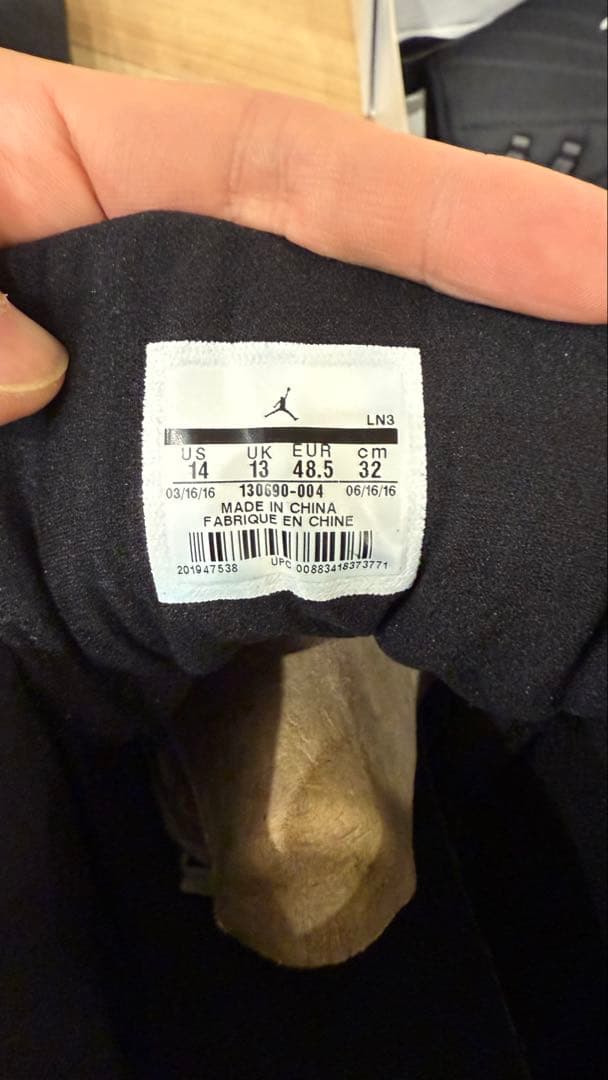 LN3
US UK EUR cm
14 13 48.5 32
03/16/16 130690-004 06/16/16
MADE IN CHINA
FABRIQUE EN CHINE
201947538 UPC 00883418373771